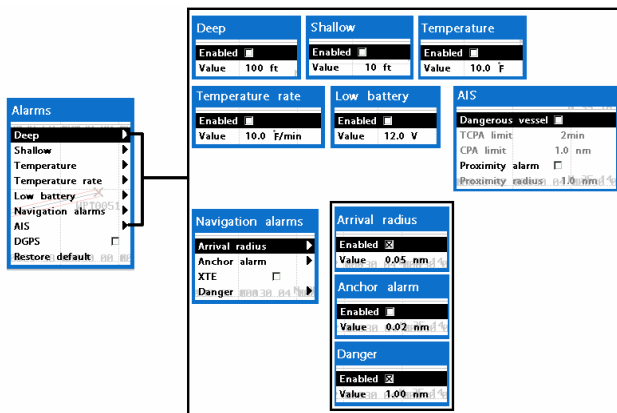 Alarms
Deep
Shallow
Temperature
Temperature rate
Low battery
Navigation alarms
AIS
DGPS
Restore default
Deep
Enabled
Value 100 ft
Shallow
Enabled
Value 10 ft
Temperature
Enabled
Value 10.0 °F
Temperature rate
Enabled
Value 10.0 °F/min
Low battery
Enabled
Value 12.0 V
AIS
Dangerous vessel
TCPA limit 2min
CPA limit 1.0 nm
Proximity alarm
Proximity radius 1.0 nm
Navigation alarms
Arrival radius
Anchor alarm
XTE
Danger
Arrival radius
Enabled
Value 0.05 nm
Anchor alarm
Enabled
Value 0.02 nm
Danger
Enabled
Value 1.00 nm
WPT0051